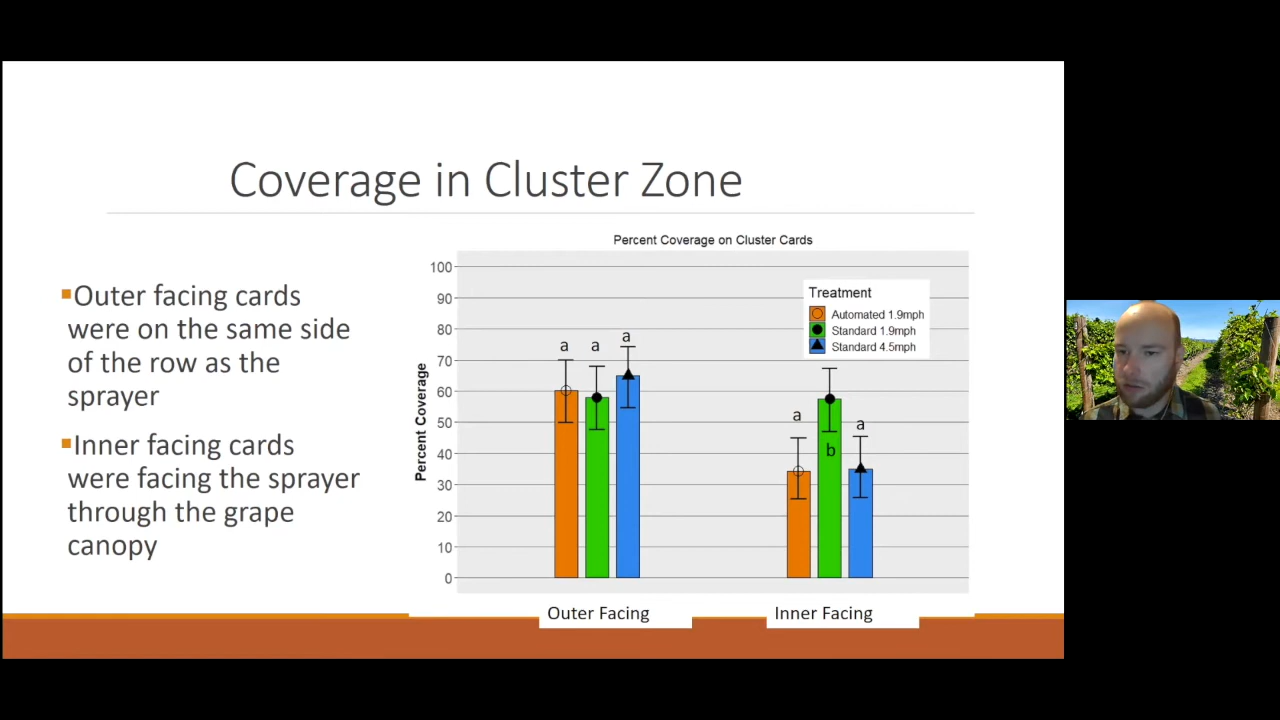 Coverage in Cluster Zone
▪Outer facing cards
were on the same side
of the row as the
sprayer
▪Inner facing cards
were facing the sprayer
through the grape
canopy
Percent Coverage on Cluster Cards
Percent Coverage
100
90
80
70
60
50
40
30
20
10
0
Treatment
Automated 1.9mph
Standard 1.9mph
Standard 4.5mph
a a a
a b a
Outer Facing Inner Facing